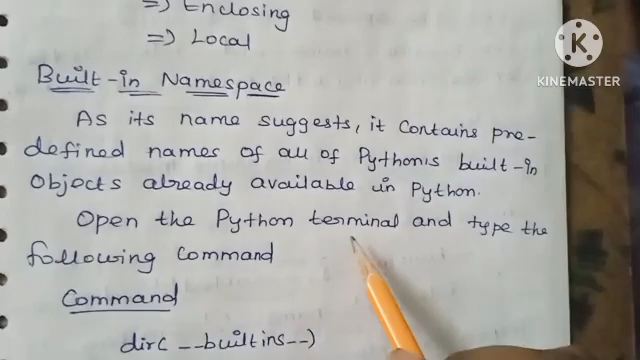 => Enclosing
=> Local
Built-in Namespace
As its name suggests, it contains pre-
defined names of all of Python's built-in
Objects already available in Python.
Open the Python terminal and type the
following command
Command
dir(__builtins__)
K
KINEMASTER